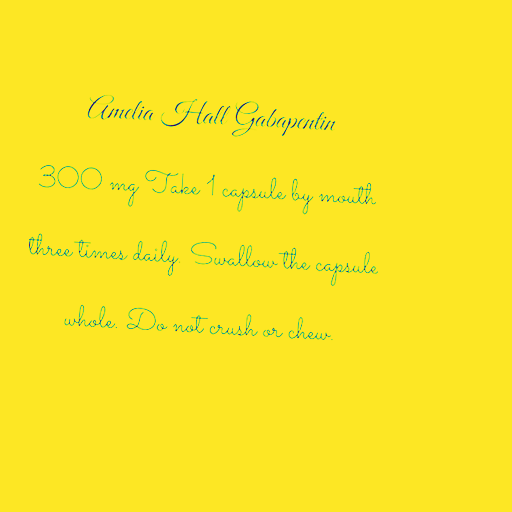 Amelia Hall Gabapentin
300 mg Take 1 capsule by mouth
three times daily. Swallow the capsule
whole. Do not crush or chew.